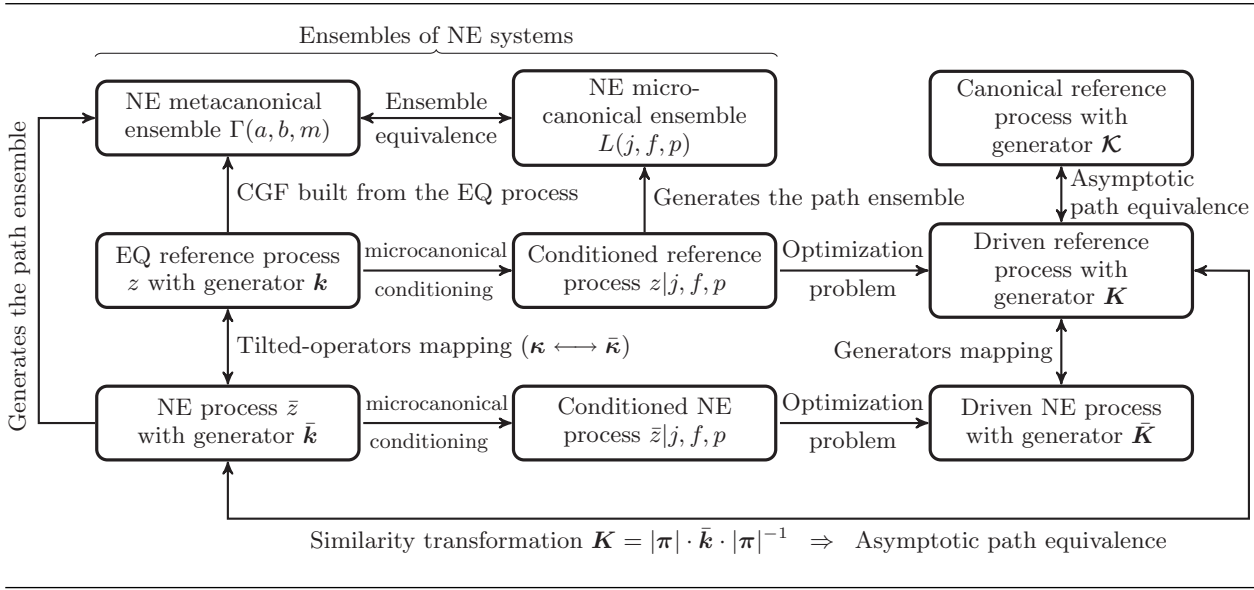 Ensembles of NE systems
NE metacanonical
ensemble Γ(a, b, m)
Ensemble
equivalence
NE micro-
canonical ensemble
L(j, f, p)
Canonical reference
process with
generator 𝓚
Generates the path ensemble
CGF built from the EQ process
Generates the path ensemble
Asymptotic
path equivalence
EQ reference process
z with generator k
microcanonical
conditioning
Conditioned reference
process z|j, f, p
Optimization
problem
Driven reference
process with
generator K
Tilted-operators mapping (κ ⟷ κ̄)
Generators mapping
NE process z̄
with generator k̄
microcanonical
conditioning
Conditioned NE
process z̄|j, f, p
Optimization
problem
Driven NE process
with generator K̄
Similarity transformation K = |π| · k̄ · |π|⁻¹ ⇒ Asymptotic path equivalence